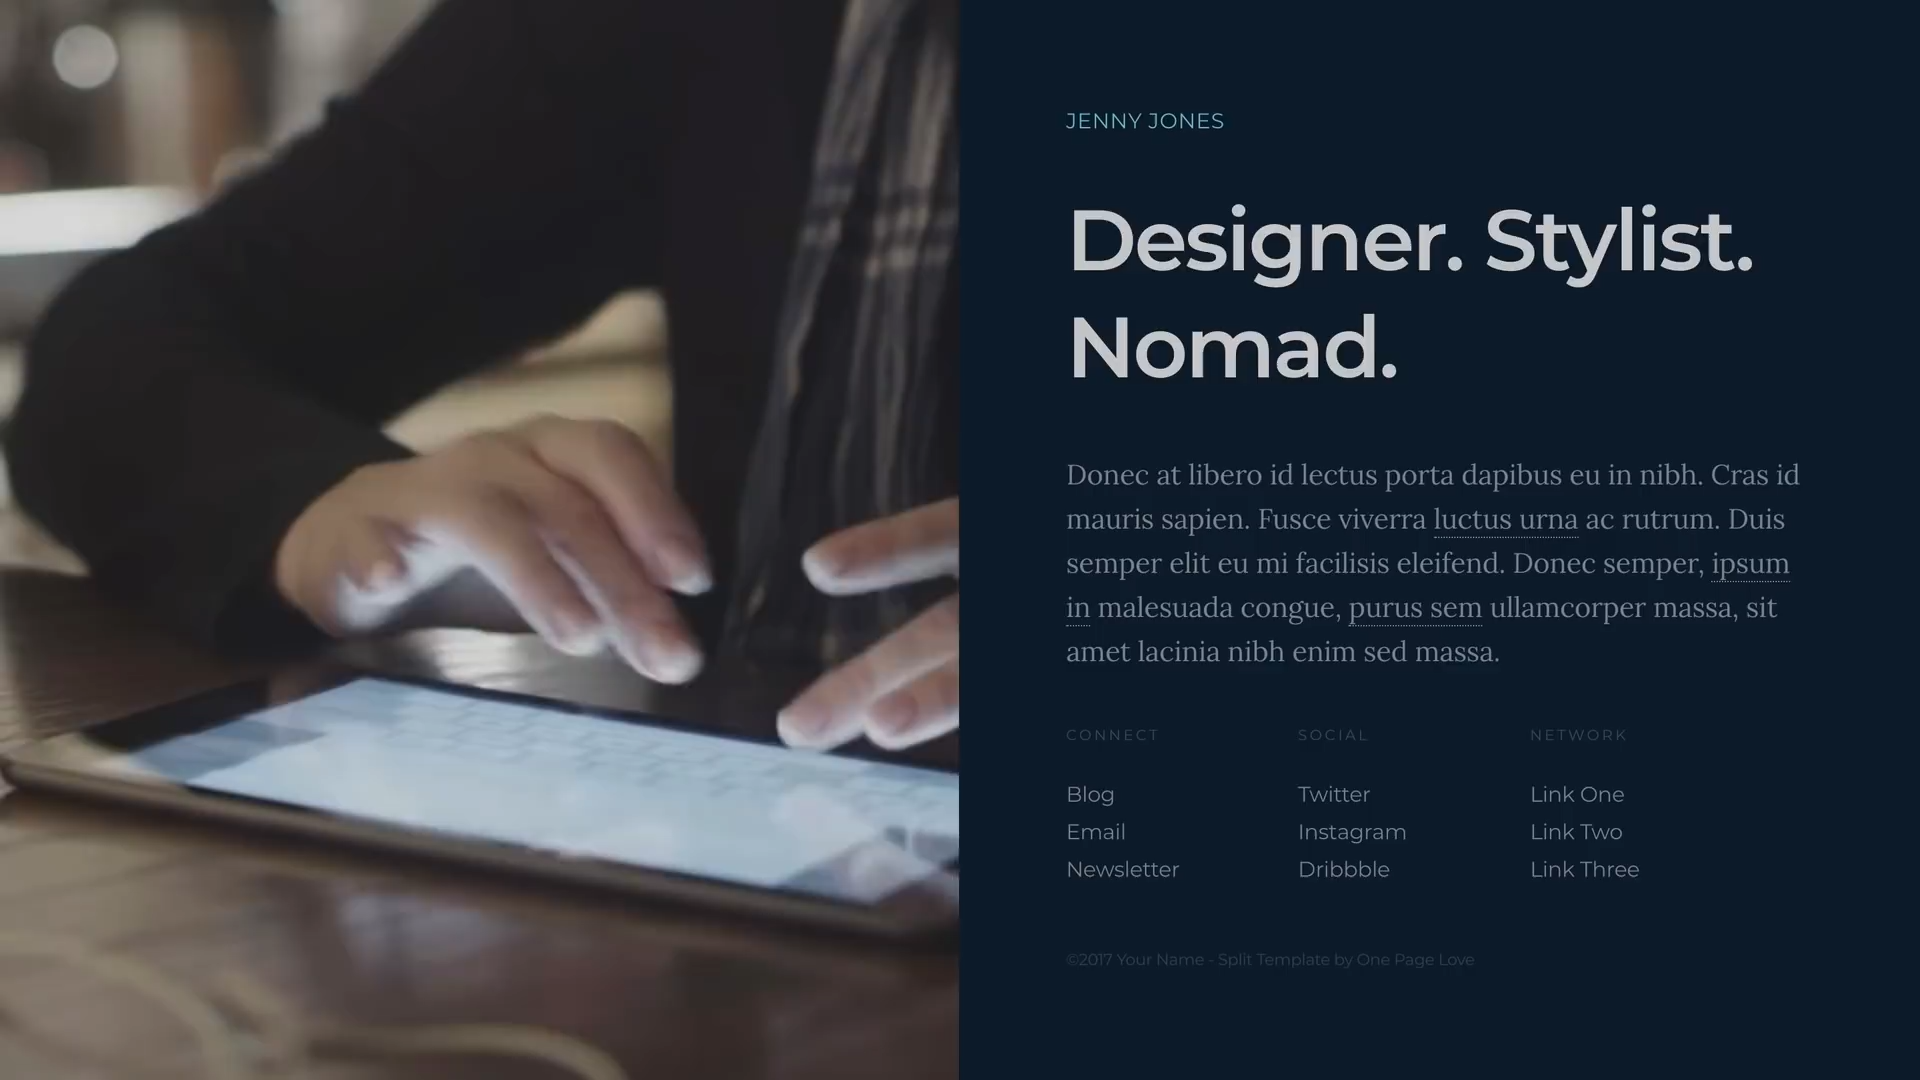 JENNY JONES
Designer. Stylist.
Nomad.
Donec at libero id lectus porta dapibus eu in nibh. Cras id
mauris sapien. Fusce viverra luctus urna ac rutrum. Duis
semper elit eu mi facilisis eleifend. Donec semper, ipsum
in malesuada congue, purus sem ullamcorper massa, sit
amet lacinia nibh enim sed massa.
CONNECT
Blog
Email
Newsletter
SOCIAL
Twitter
Instagram
Dribbble
NETWORK
Link One
Link Two
Link Three
©2017 Your Name - Split Template by One Page Love